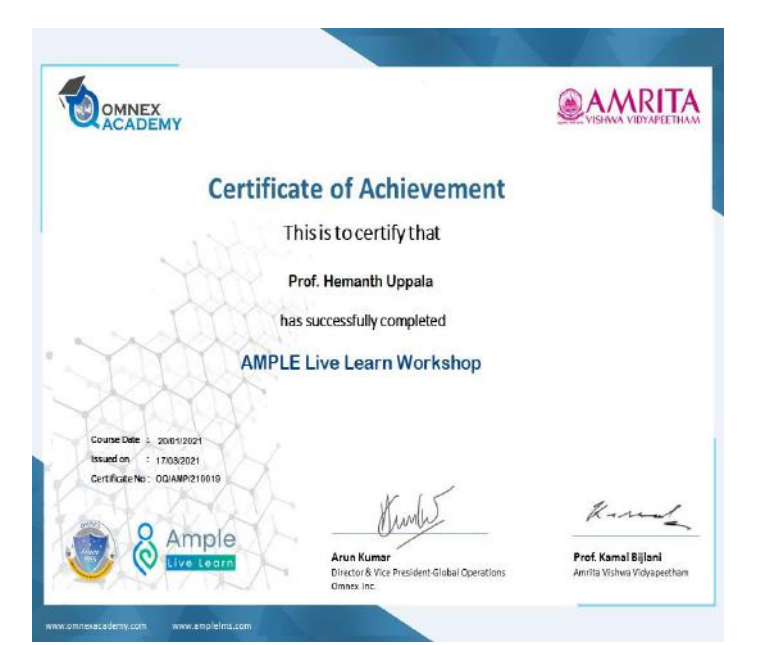 OMNEX
ACADEMY
AMRITA
VISHWA VIDYAPEETHAM
Certificate of Achievement
This is to certify that
Prof. Hemanth Uppala
has successfully completed
AMPLE Live Learn Workshop
Course Date : 20/01/2021
Issued on : 17/03/2021
Certificate No : OQ/AMP/210019
Ample
Live Learn
Arun Kumar
Director & Vice President-Global Operations
Omnex Inc.
Prof. Kamal Bijlani
Amrita Vishwa Vidyapeetham
www.omnexacademy.com www.amplelms.com